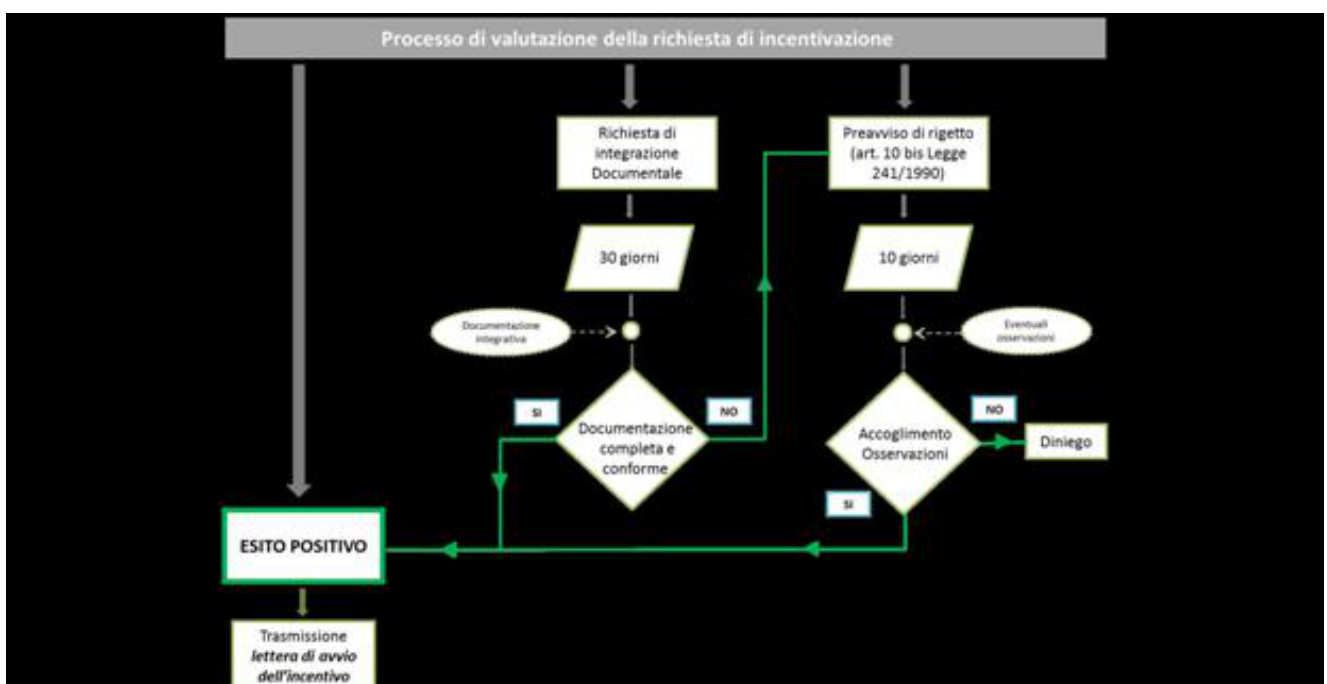 Processo di valutazione della richiesta di incentivazione
Richiesta di
integrazione
Documentale
Preavviso di rigetto
(art. 10 bis Legge
241/1990)
30 giorni
10 giorni
Documentazione
integrativa
Eventuali
osservazioni
SI
NO
Documentazione
completa e
conforme
NO
Accoglimento
Osservazioni
Diniego
SI
ESITO POSITIVO
Trasmissione
lettera di avvio
dell'incentivo